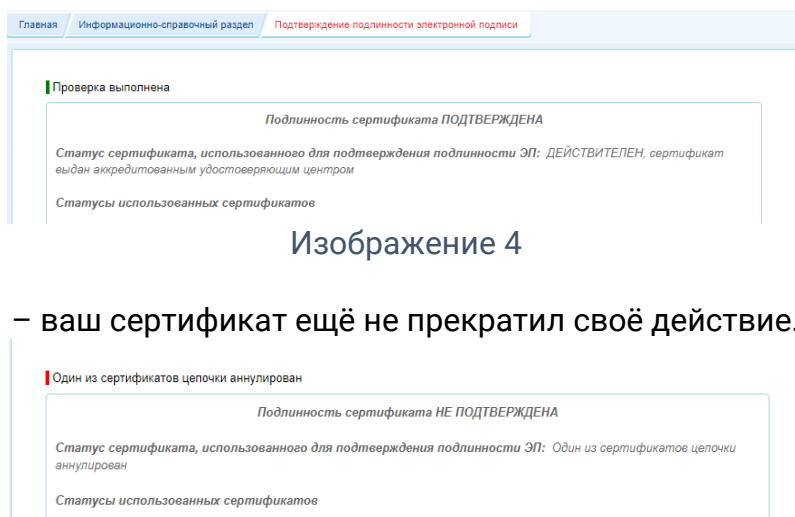 Главная Информационно-справочный раздел Подтверждение подлинности электронной подписи
Проверка выполнена
Подлинность сертификата ПОДТВЕРЖДЕНА
Статус сертификата, использованного для подтверждения подлинности ЭП: ДЕЙСТВИТЕЛЕН, сертификат
выдан аккредитованным удостоверяющим центром
Статусы использованных сертификатов
Изображение 4
– ваш сертификат ещё не прекратил своё действие.
Один из сертификатов цепочки аннулирован
Подлинность сертификата НЕ ПОДТВЕРЖДЕНА
Статус сертификата, использованного для подтверждения подлинности ЭП: Один из сертификатов цепочки
аннулирован
Статусы использованных сертификатов